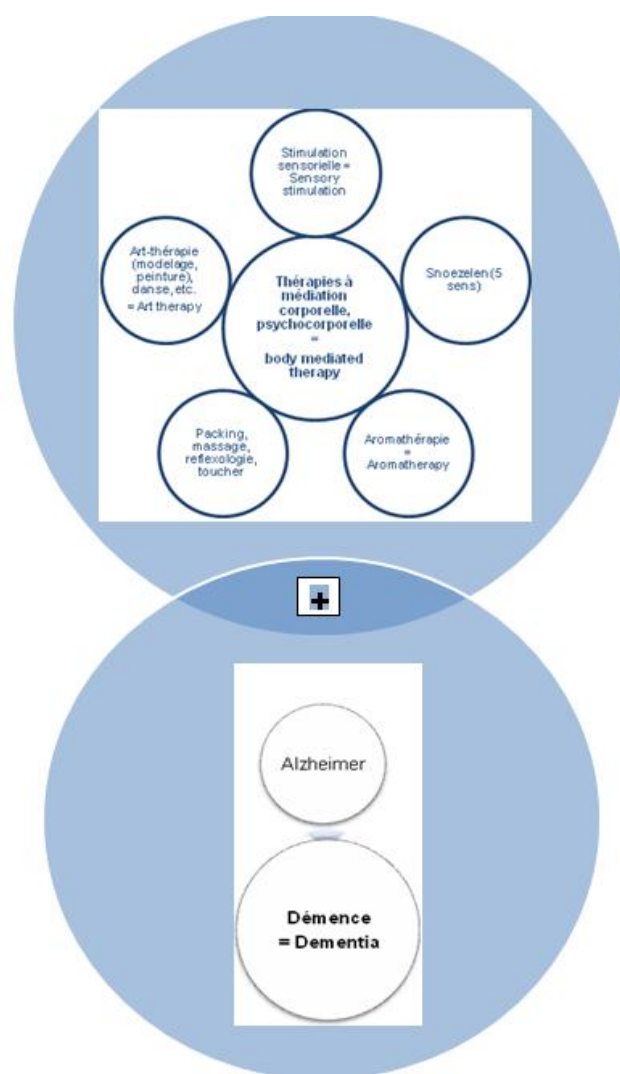 Stimulation
sensorielle =
Sensory
stimulation
Art-thérapie
(modelage,
peinture),
danse, etc.
= Art therapy
Thérapies à
médiation
corporelle,
psychocorporelle
=
body mediated
therapy
Snoezelen (5
sens)
Packing,
massage,
reflexologie,
toucher
Aromathérapie
=
Aromatherapy
+
Alzheimer
Démence
= Dementia